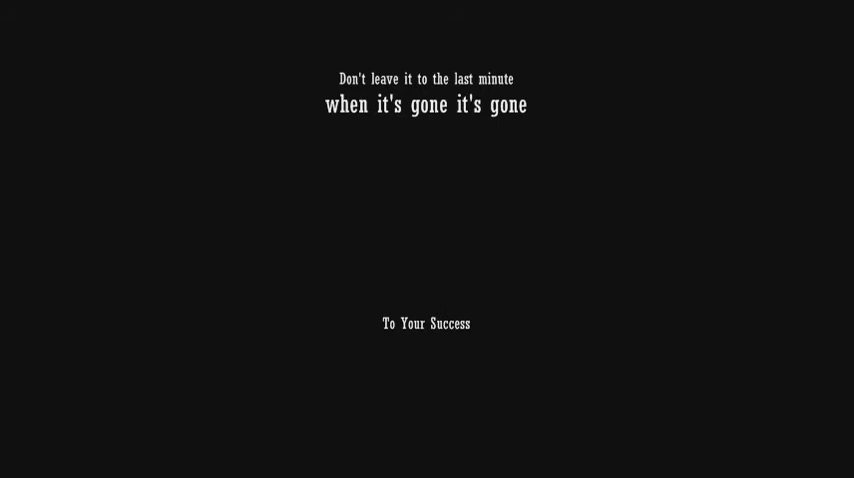 Don't leave it to the last minute
when it's gone it's gone
To Your Success